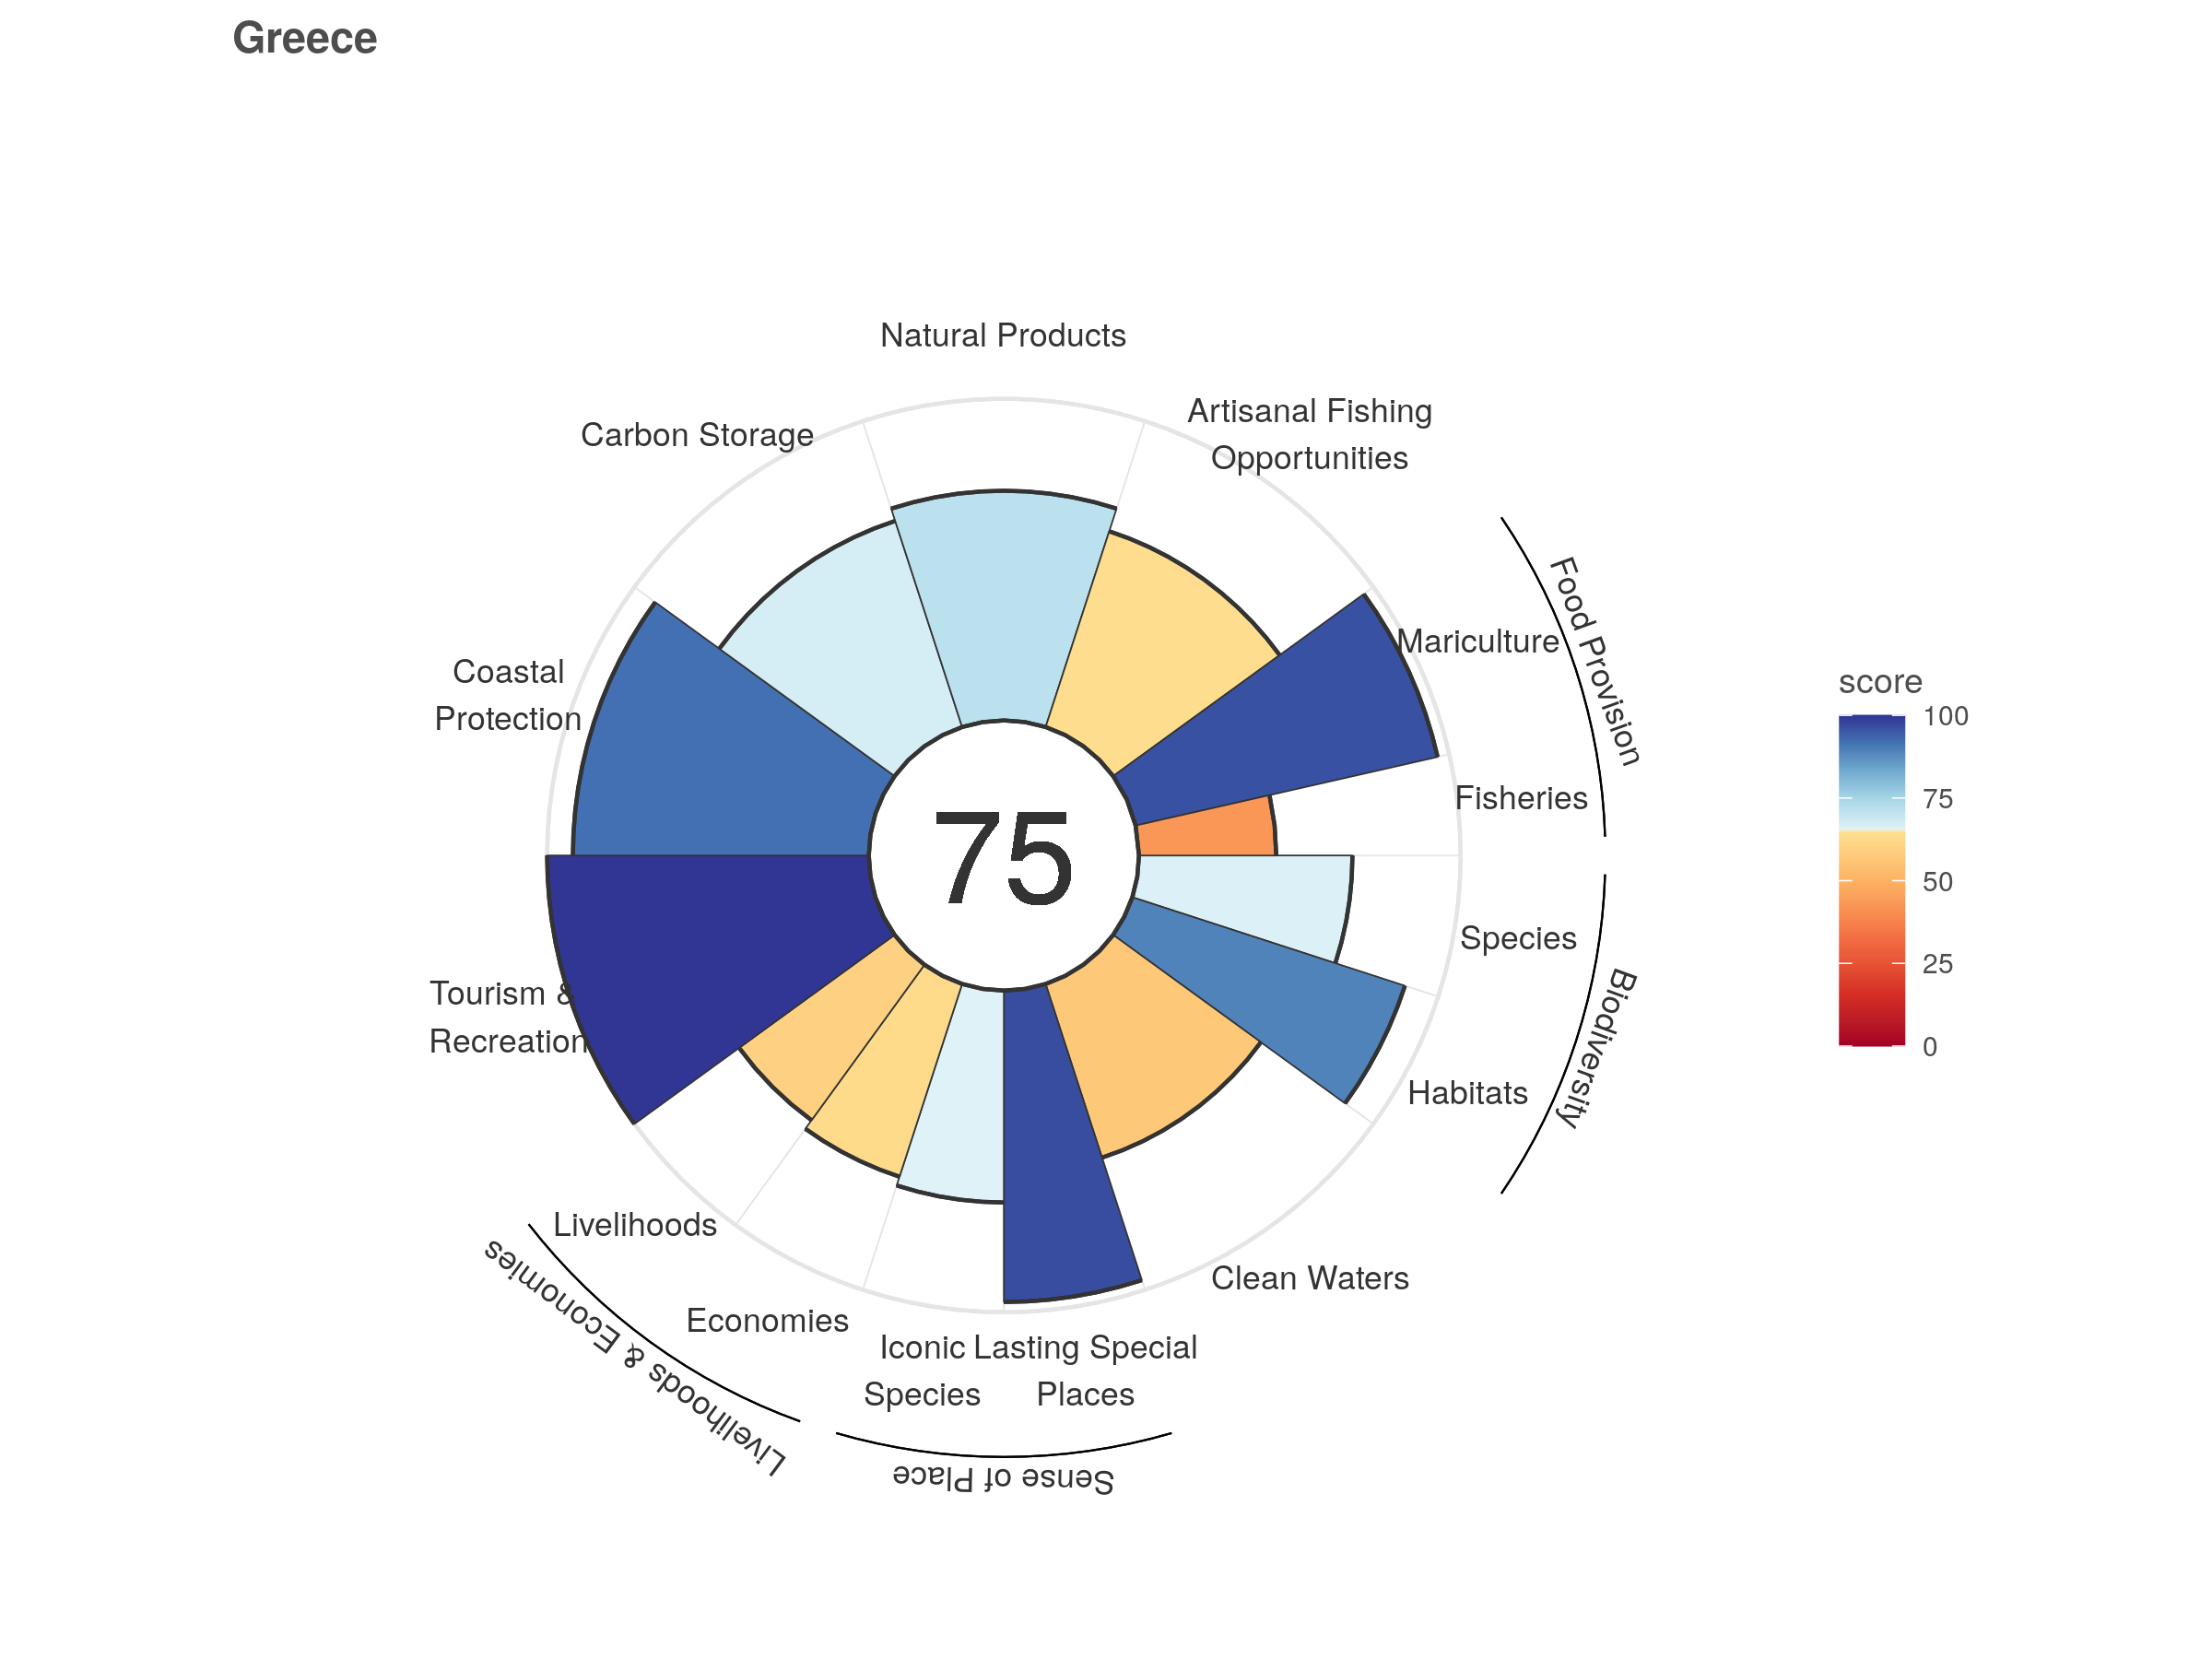 Greece
Natural Products
Artisanal Fishing
Opportunities
Carbon Storage
Mariculture
Food Provision
Coastal
Protection
Fisheries
75
Species
Biodiversity
Tourism &
Recreation
Habitats
Livelihoods
Livelihoods & Economies
Clean Waters
Economies
Iconic
Species
Lasting Special
Places
Sense of Place
score
100
75
50
25
0